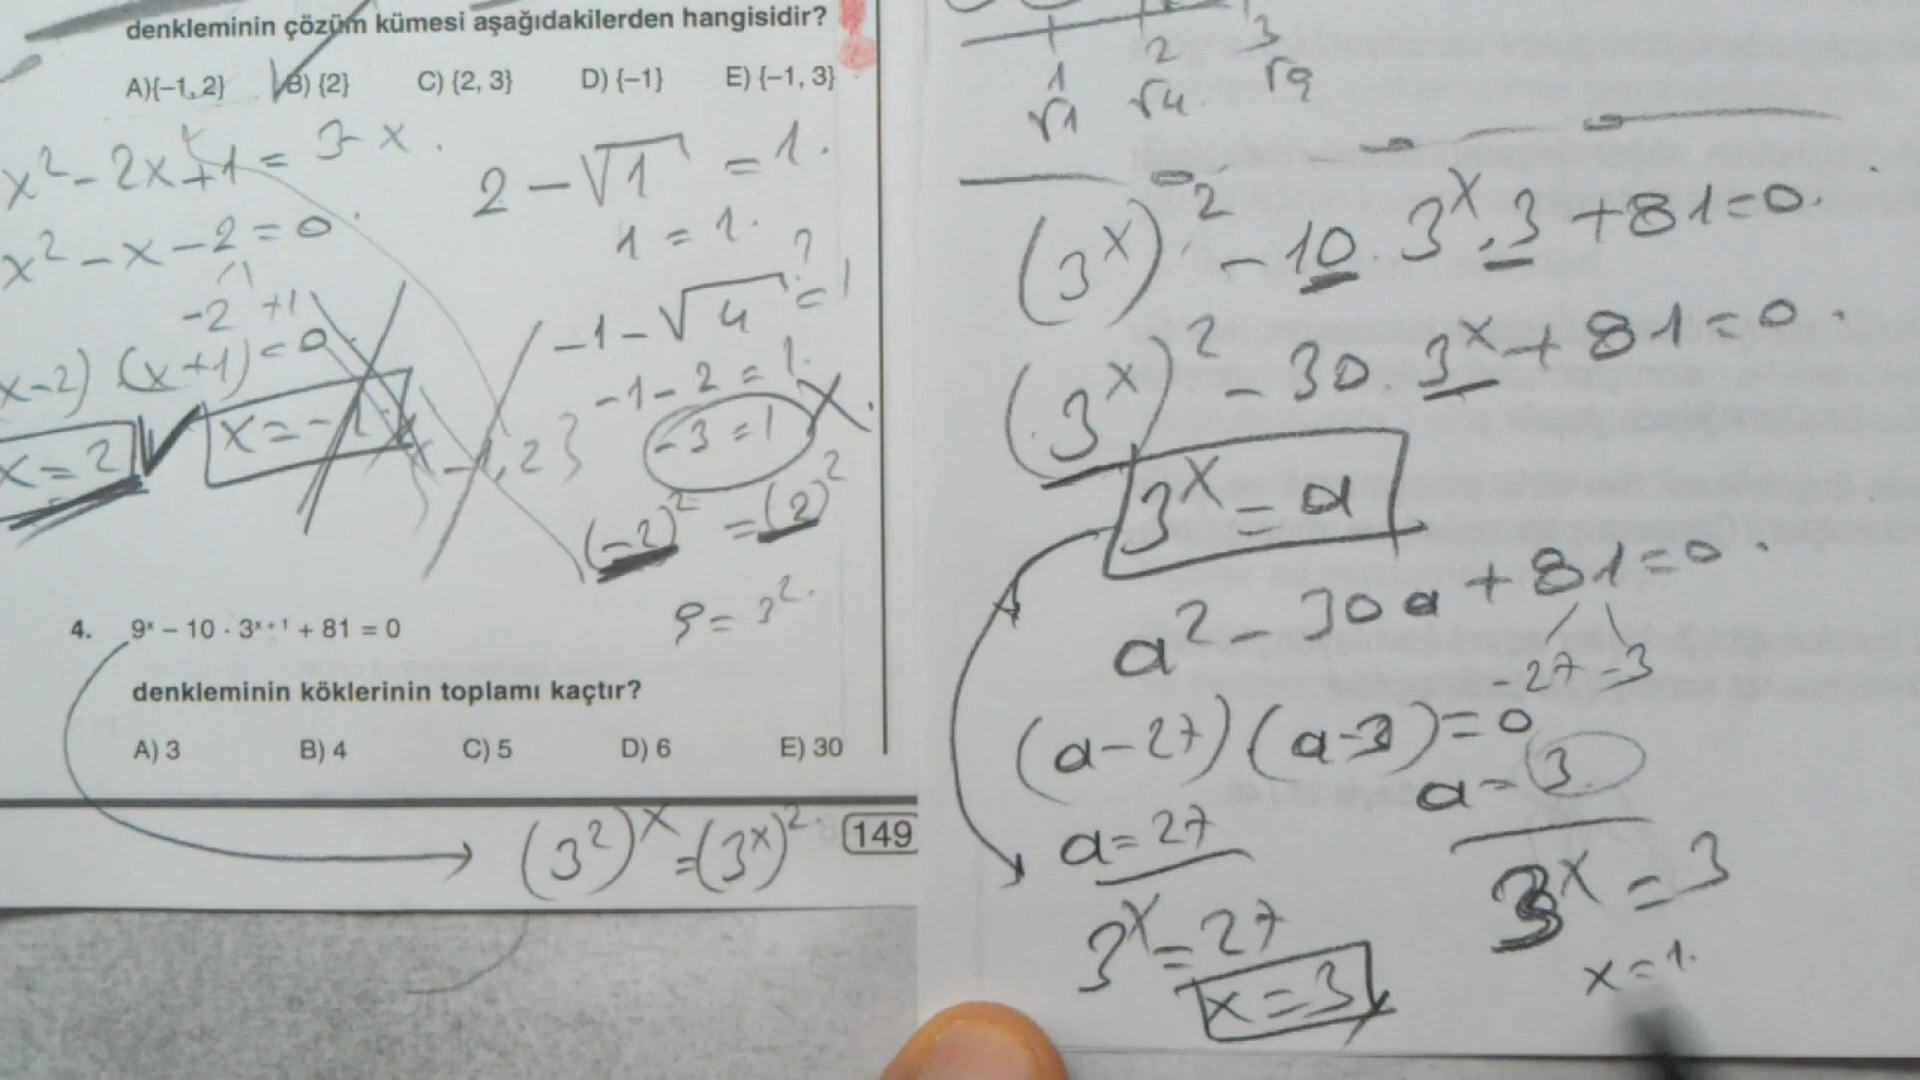 denkleminin çözüm kümesi aşağıdakilerden hangisidir?
A){-1, 2} B) {2} C) {2, 3} D) {-1} E) {-1, 3}
x² - 2x + 1 = 3 - x.
x² - x - 2 = 0
-2 +1
x-2) (x+1) = 0
x = 2 x = -1
-1, 2}
2 - √1 = 1.
1 = 1.
-1 - √4 = 1 ?
-1 - 2 = 1.
-3 = 1 X
(-2)² = (2)²
9 = 3².
4. 9ˣ – 10 · 3ˣ⁺¹ + 81 = 0
denkleminin köklerinin toplamı kaçtır?
A) 3 B) 4 C) 5 D) 6 E) 30
(3²)ˣ = (3ˣ)²
149
1 2 3
√1 √4 √9
(3ˣ)² - 10 . 3ˣ . 3 + 81 = 0.
(3ˣ)² - 30 . 3ˣ + 81 = 0.
3ˣ = a
a² - 30a + 81 = 0.
-27 -3
(a - 27) (a - 3) = 0
a = 27 a = 3
3ˣ = 27 3ˣ = 3
x = 3 x = 1.